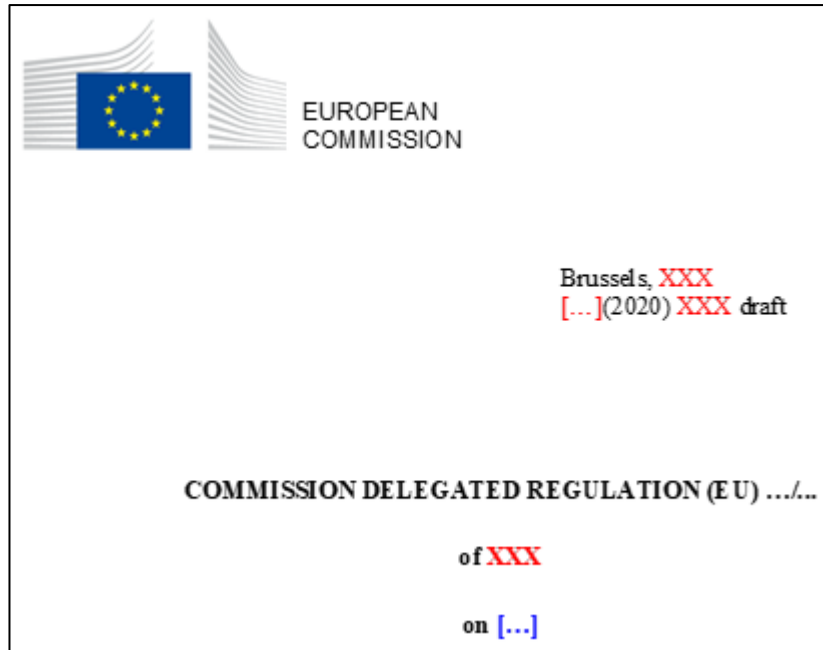 EUROPEAN
COMMISSION
Brussels, XXX
[...](2020) XXX draft
COMMISSION DELEGATED REGULATION (EU) …/...
of XXX
on [...]